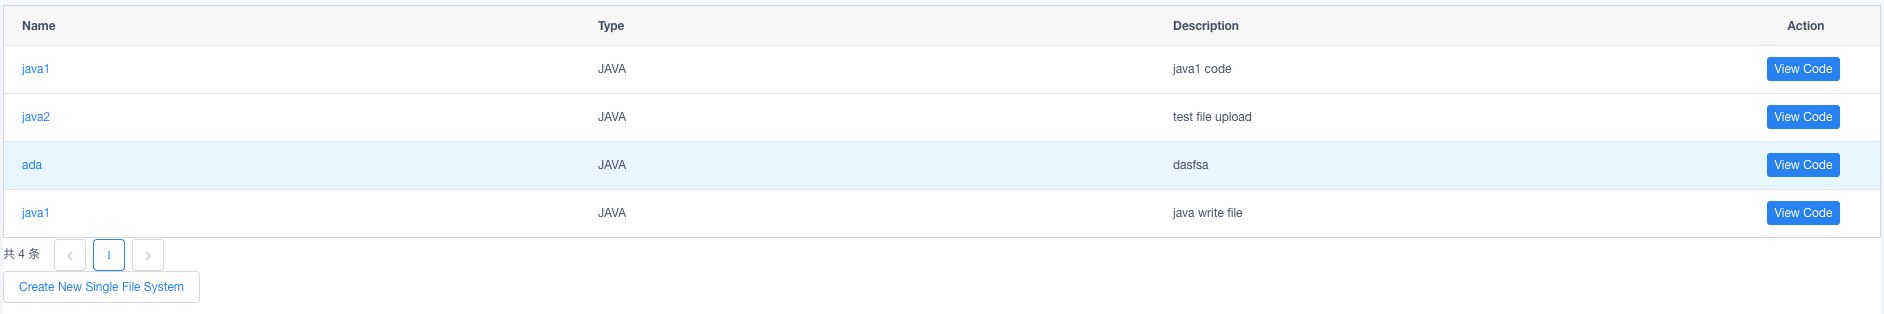 Name Type Description Action
java1 JAVA java1 code View Code
java2 JAVA test file upload View Code
ada JAVA dasfsa View Code
java1 JAVA java write file View Code
共 4 条 1
Create New Single File System